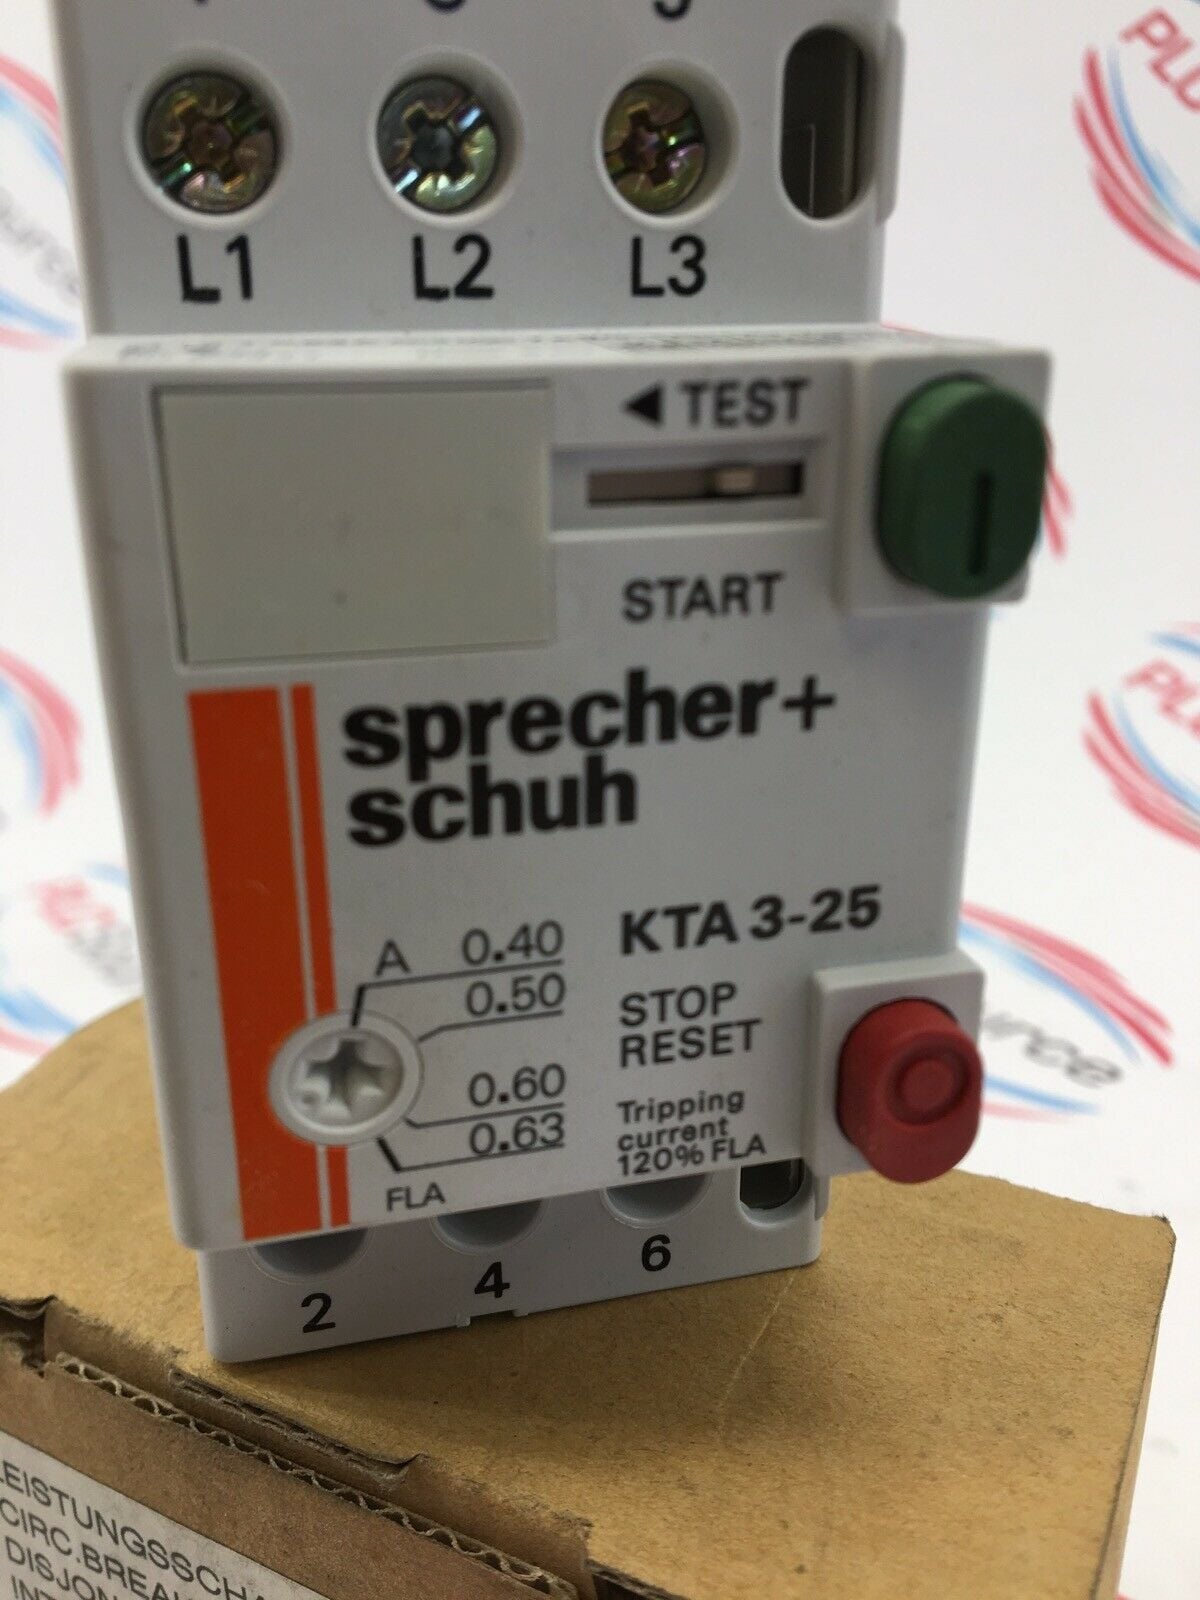 L1 L2 L3
◄ TEST
START
sprecher+
schuh
KTA 3-25
A 0.40
0.50
0.60
0.63
FLA
STOP
RESET
Tripping
current
120% FLA
2 4 6
CIRC.